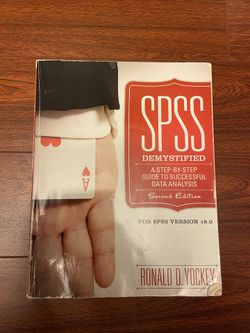 SPSS
DEMYSTIFIED
A STEP-BY-STEP
GUIDE TO SUCCESSFUL
DATA ANALYSIS
Second Edition
FOR SPSS VERSION 18.0
RONALD D. YOCKEY
A